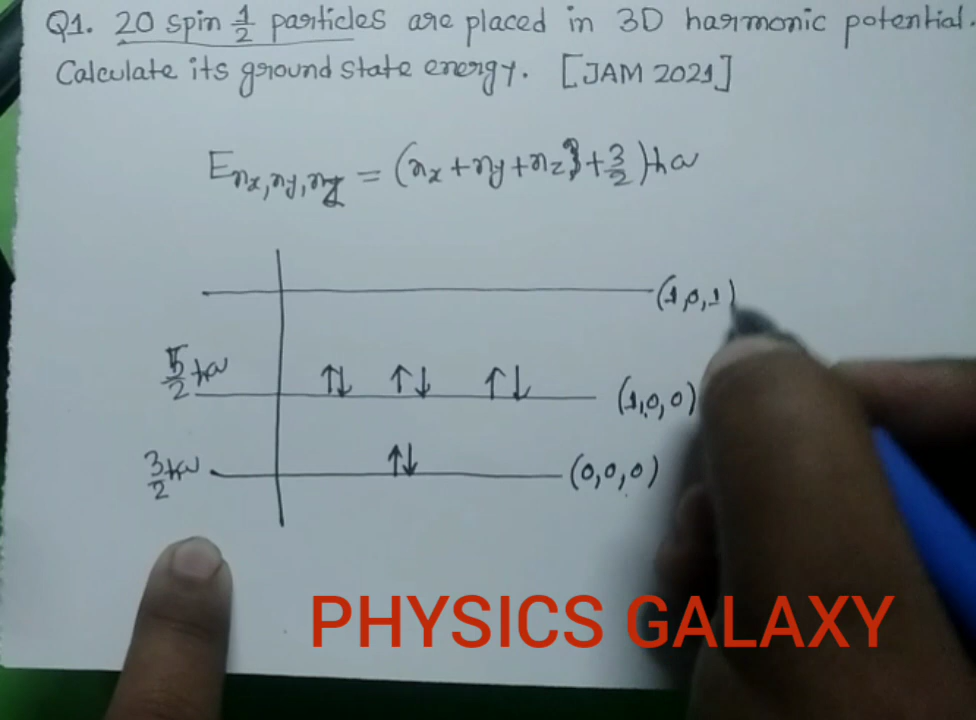 Q1. 20 spin 1/2 particles are placed in 3D harmonic potential.
Calculate its ground state energy. [JAM 2021]
E_{nx,ny,nz} = (nx+ny+nz+3/2)ħω
(1,0,1)
5/2 ħω ↑↓ ↑↓ ↑↓ (1,0,0)
3/2 ħω ↑↓ (0,0,0)
PHYSICS GALAXY